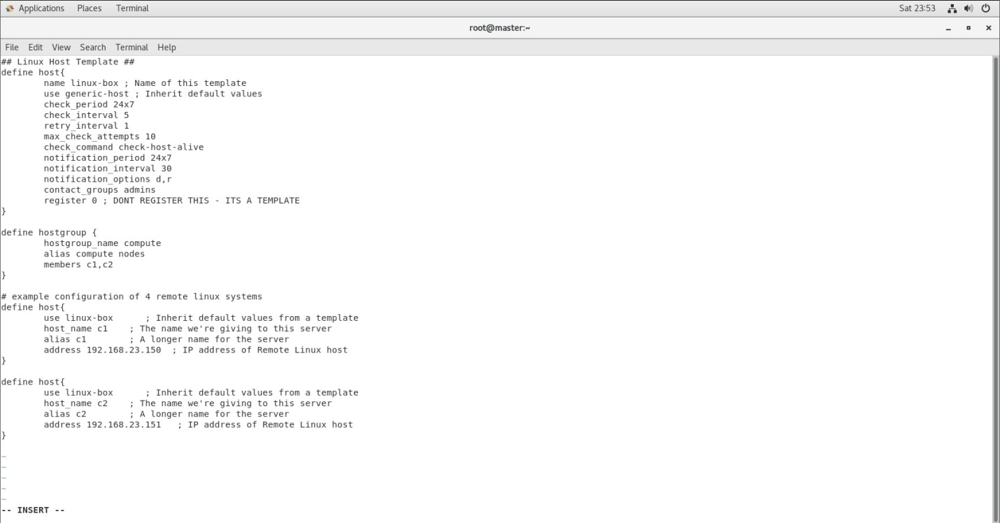 Applications Places Terminal Sat 23:53
root@master:~
File Edit View Search Terminal Help
## Linux Host Template ##
define host{
        name linux-box ; Name of this template
        use generic-host ; Inherit default values
        check_period 24x7
        check_interval 5
        retry_interval 1
        max_check_attempts 10
        check_command check-host-alive
        notification_period 24x7
        notification_interval 30
        notification_options d,r
        contact_groups admins
        register 0 ; DONT REGISTER THIS - ITS A TEMPLATE
}
define hostgroup {
        hostgroup_name compute
        alias compute nodes
        members c1,c2
}
# example configuration of 4 remote linux systems
define host{
        use linux-box      ; Inherit default values from a template
        host_name c1    ; The name we're giving to this server
        alias c1        ; A longer name for the server
        address 192.168.23.150  ; IP address of Remote Linux host
}
define host{
        use linux-box      ; Inherit default values from a template
        host_name c2    ; The name we're giving to this server
        alias c2        ; A longer name for the server
        address 192.168.23.151   ; IP address of Remote Linux host
}
~
~
~
~
~
-- INSERT --